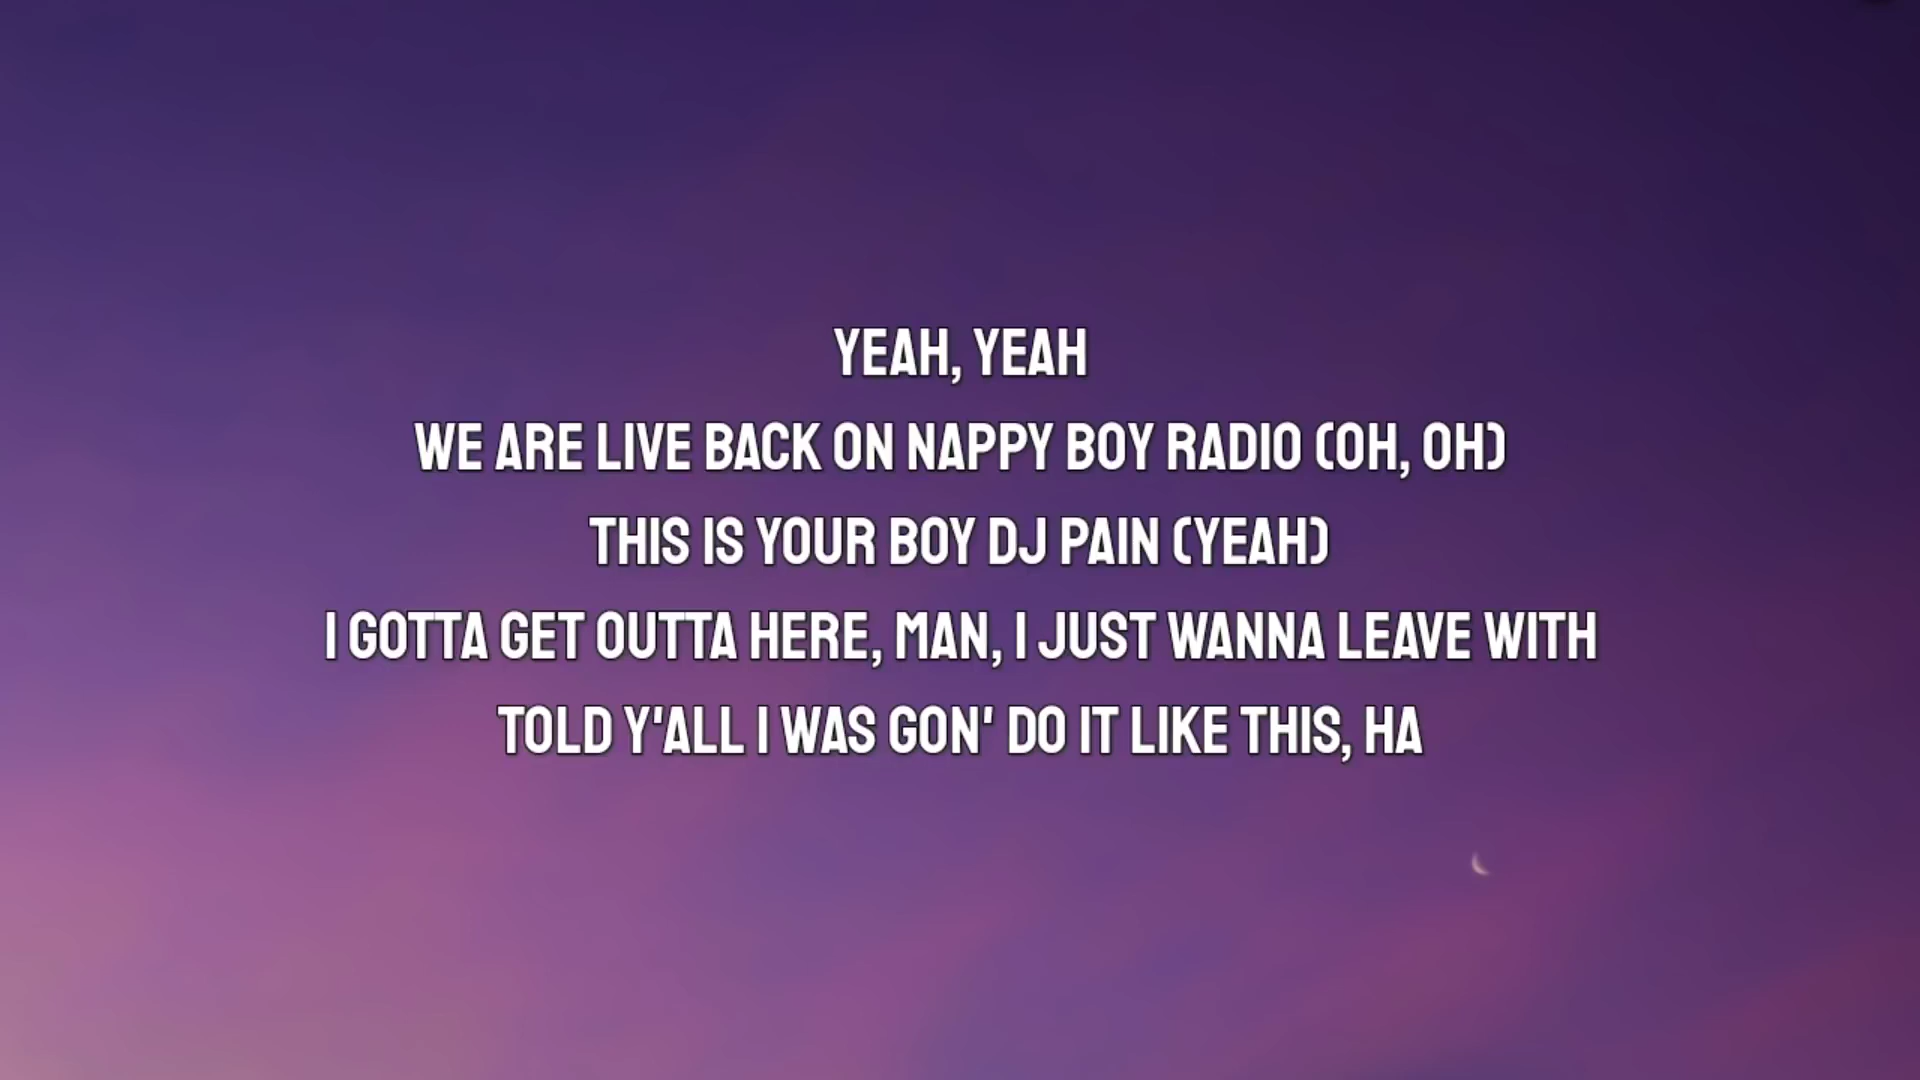 YEAH, YEAH
WE ARE LIVE BACK ON NAPPY BOY RADIO (OH, OH)
THIS IS YOUR BOY DJ PAIN (YEAH)
I GOTTA GET OUTTA HERE, MAN, I JUST WANNA LEAVE WITH
TOLD Y'ALL I WAS GON' DO IT LIKE THIS, HA